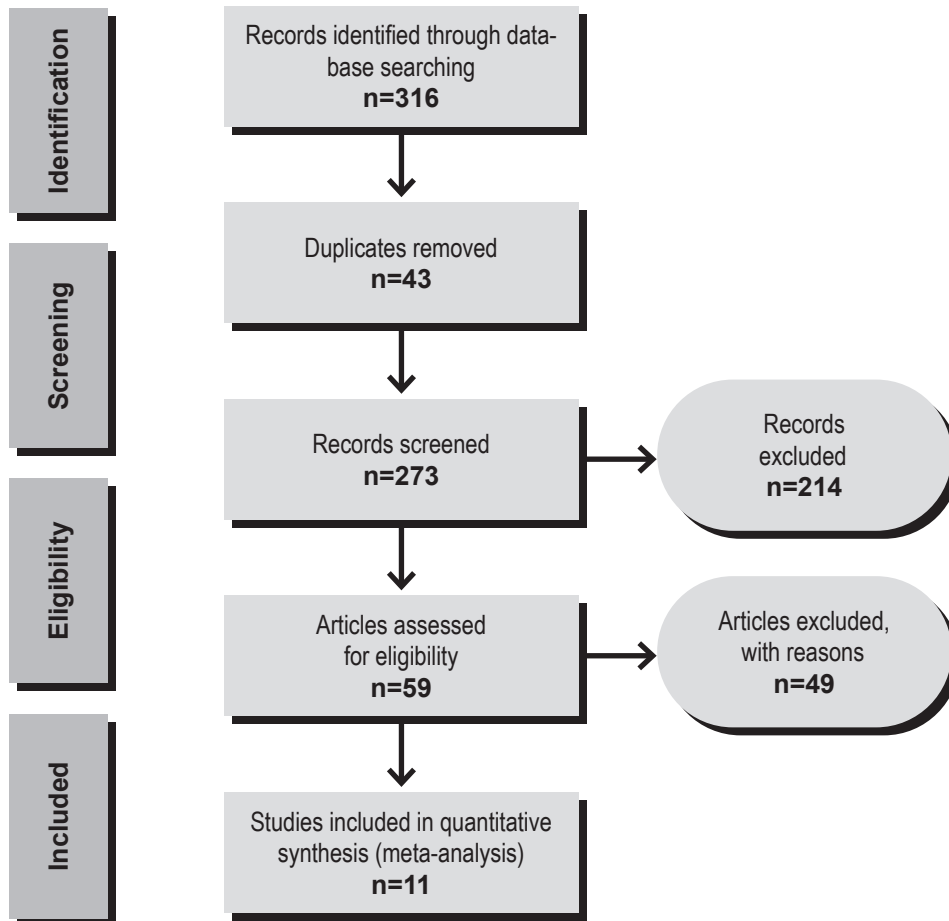 Identification
Records identified through data-
base searching
n=316
Duplicates removed
n=43
Screening
Records screened
n=273
Records
excluded
n=214
Eligibility
Articles assessed
for eligibility
n=59
Articles excluded,
with reasons
n=49
Included
Studies included in quantitative
synthesis (meta-analysis)
n=11